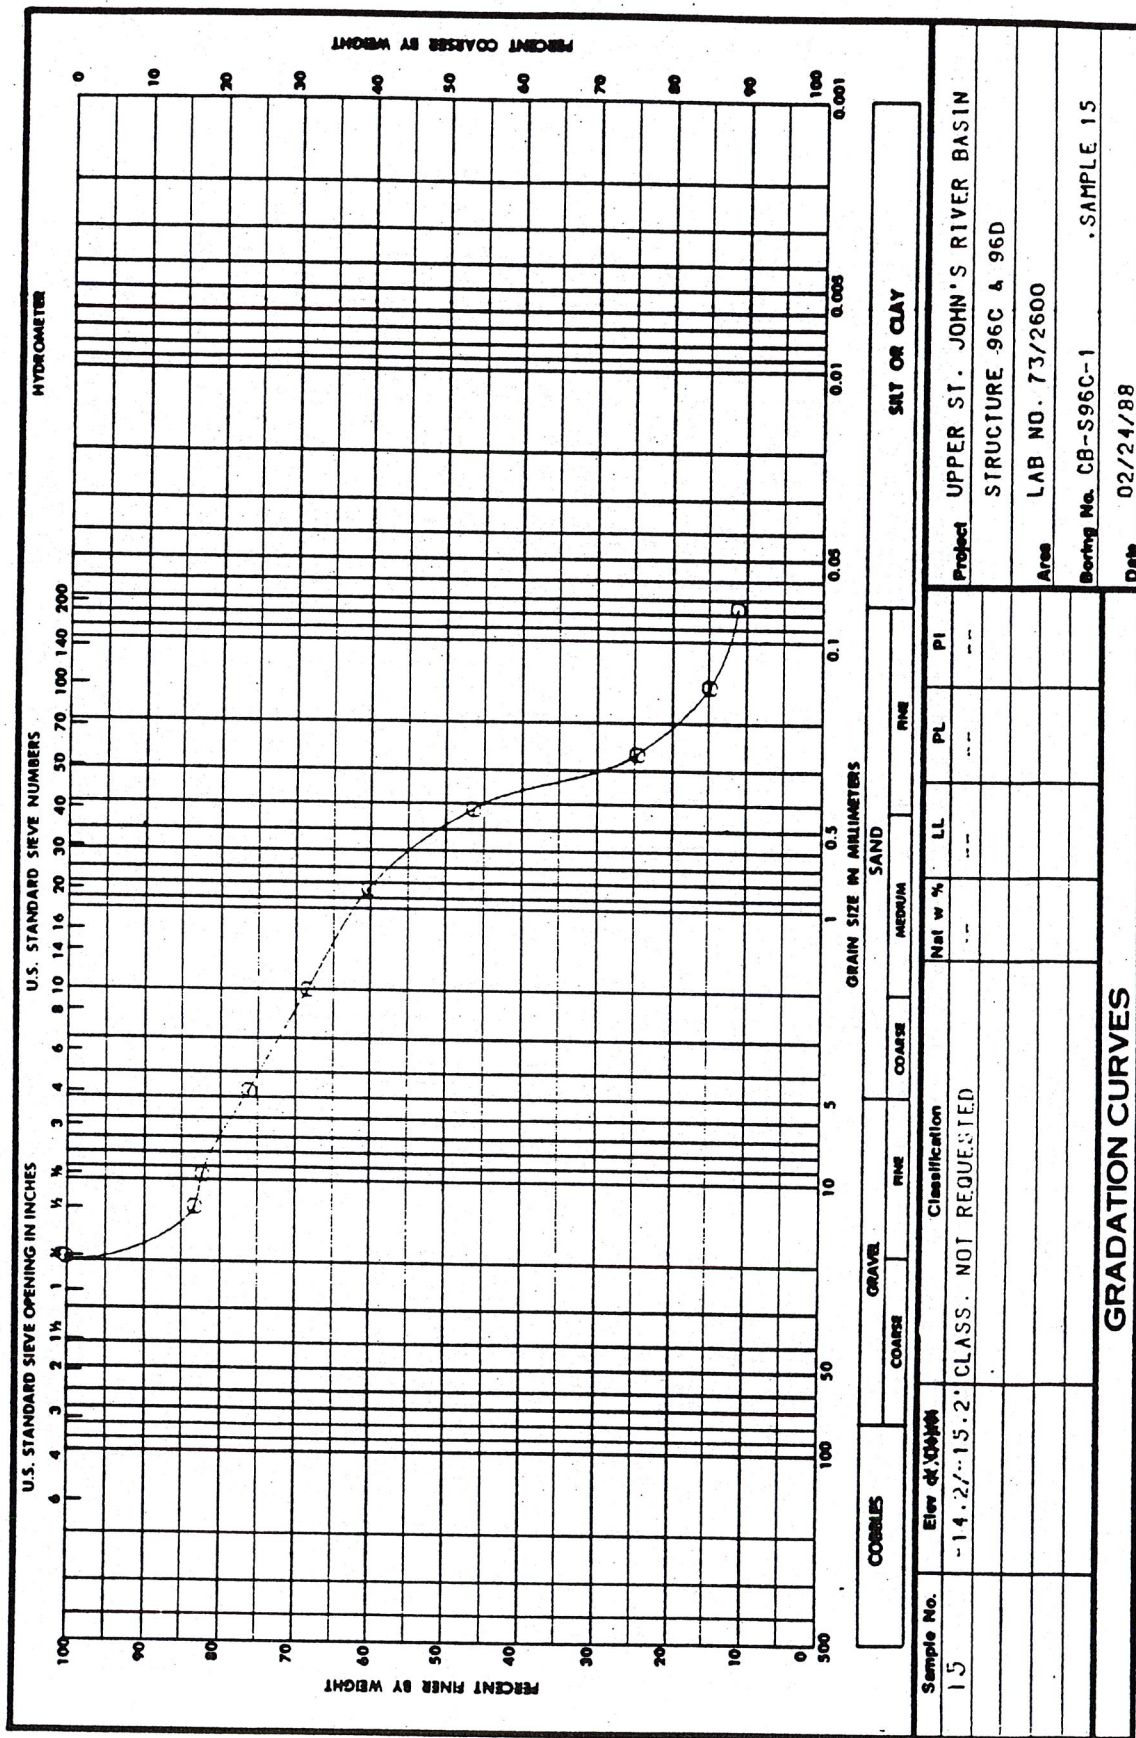 U.S. STANDARD SIEVE OPENING IN INCHES U.S. STANDARD SIEVE NUMBERS HYDROMETER
6 4 3 2 1½ 1 ¾ ½ ⅜ 3 4 6 8 10 14 16 20 30 40 50 70 100 140 200
PERCENT FINER BY WEIGHT
100
90
80
70
60
50
40
30
20
10
0
PERCENT COARSER BY WEIGHT
0
10
20
30
40
50
60
70
80
90
100
500 100 50 10 5 1 0.5 0.1 0.05 0.01 0.005 0.001
GRAIN SIZE IN MILLIMETERS
COBBLES GRAVEL SAND SILT OR CLAY
COARSE FINE COARSE MEDIUM FINE
Sample No. Elev or Depth Classification Nat w % LL PL PI
15 -14.2/-15.2' CLASS. NOT REQUESTED -- -- -- --
Project UPPER ST. JOHN'S RIVER BASIN
STRUCTURE 96C & 96D
Area LAB NO. 73/2600
Boring No. CB-S96C-1 , SAMPLE 15
Date 02/24/88
GRADATION CURVES